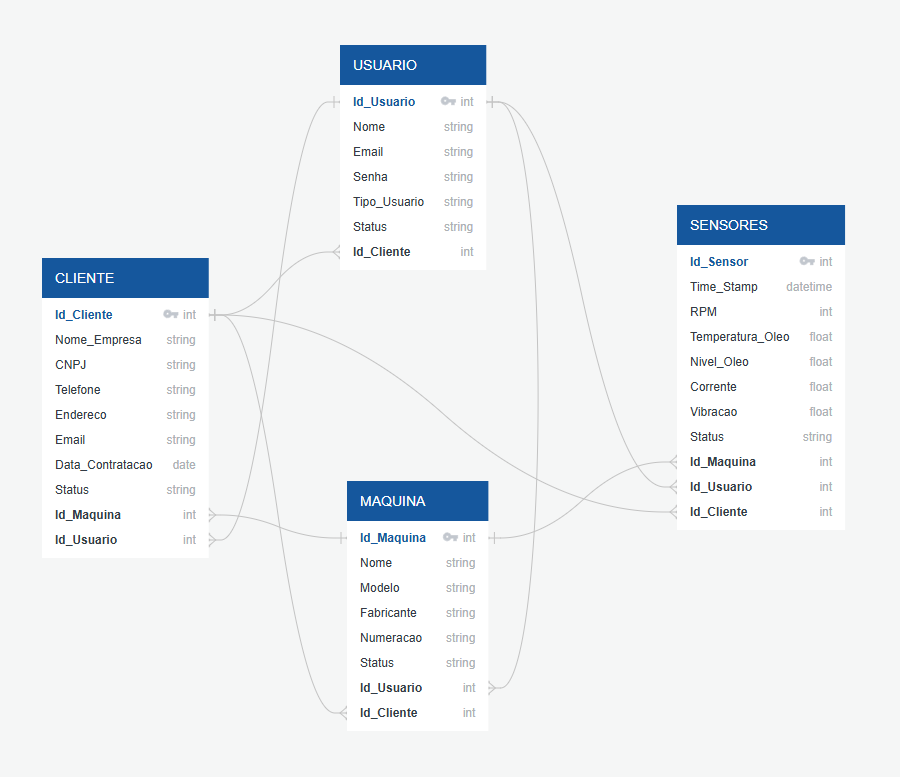 USUARIO
Id_Usuario int
Nome string
Email string
Senha string
Tipo_Usuario string
Status string
Id_Cliente int
SENSORES
Id_Sensor int
Time_Stamp datetime
RPM int
Temperatura_Oleo float
Nivel_Oleo float
Corrente float
Vibracao float
Status string
Id_Maquina int
Id_Usuario int
Id_Cliente int
CLIENTE
Id_Cliente int
Nome_Empresa string
CNPJ string
Telefone string
Endereco string
Email string
Data_Contratacao date
Status string
Id_Maquina int
Id_Usuario int
MAQUINA
Id_Maquina int
Nome string
Modelo string
Fabricante string
Numeracao string
Status string
Id_Usuario int
Id_Cliente int